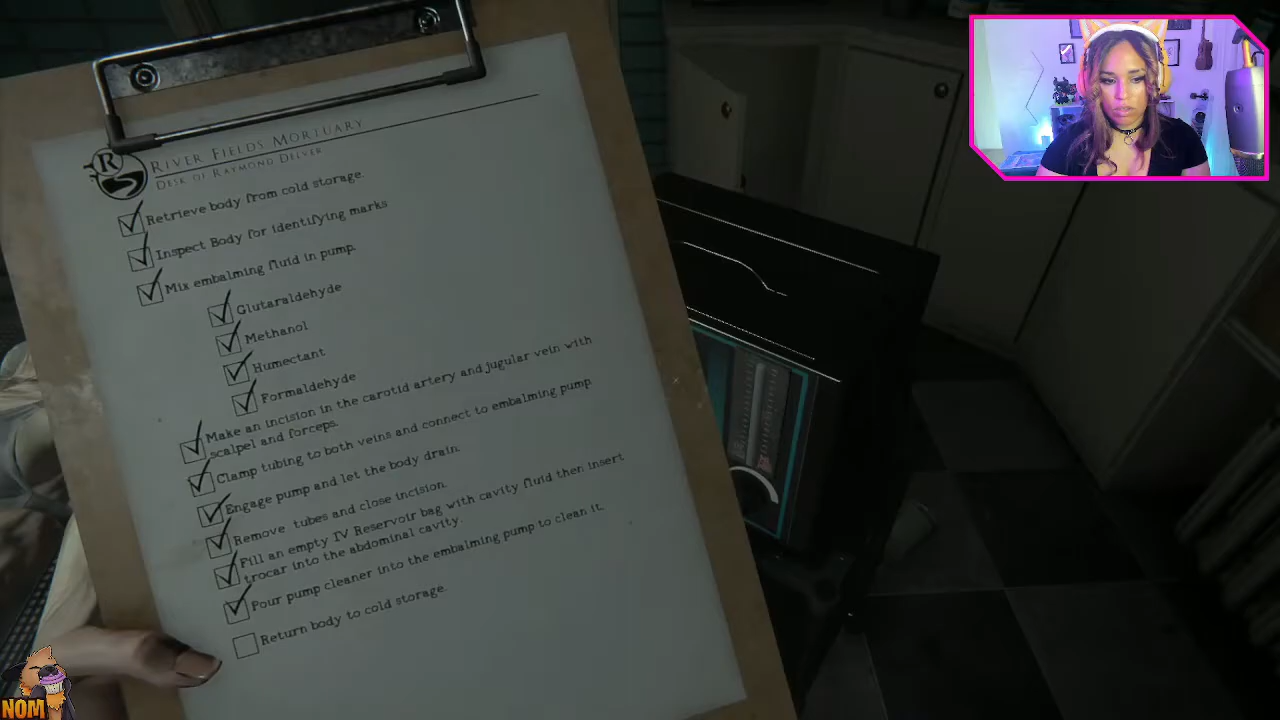 RIVER FIELDS MORTUARY
DESK OF RAYMOND DELVER
Retrieve body from cold storage.
Inspect Body for identifying marks
Mix embalming fluid in pump.
Glutaraldehyde
Methanol
Humectant
Formaldehyde
Make an incision in the carotid artery and jugular vein with
scalpel and forceps.
Clamp tubing to both veins and connect to embalming pump
Engage pump and let the body drain.
Remove tubes and close incision.
Fill an empty IV Reservoir bag with cavity fluid then insert
trocar into the abdominal cavity.
Pour pump cleaner into the embalming pump to clean it.
Return body to cold storage.
NOM